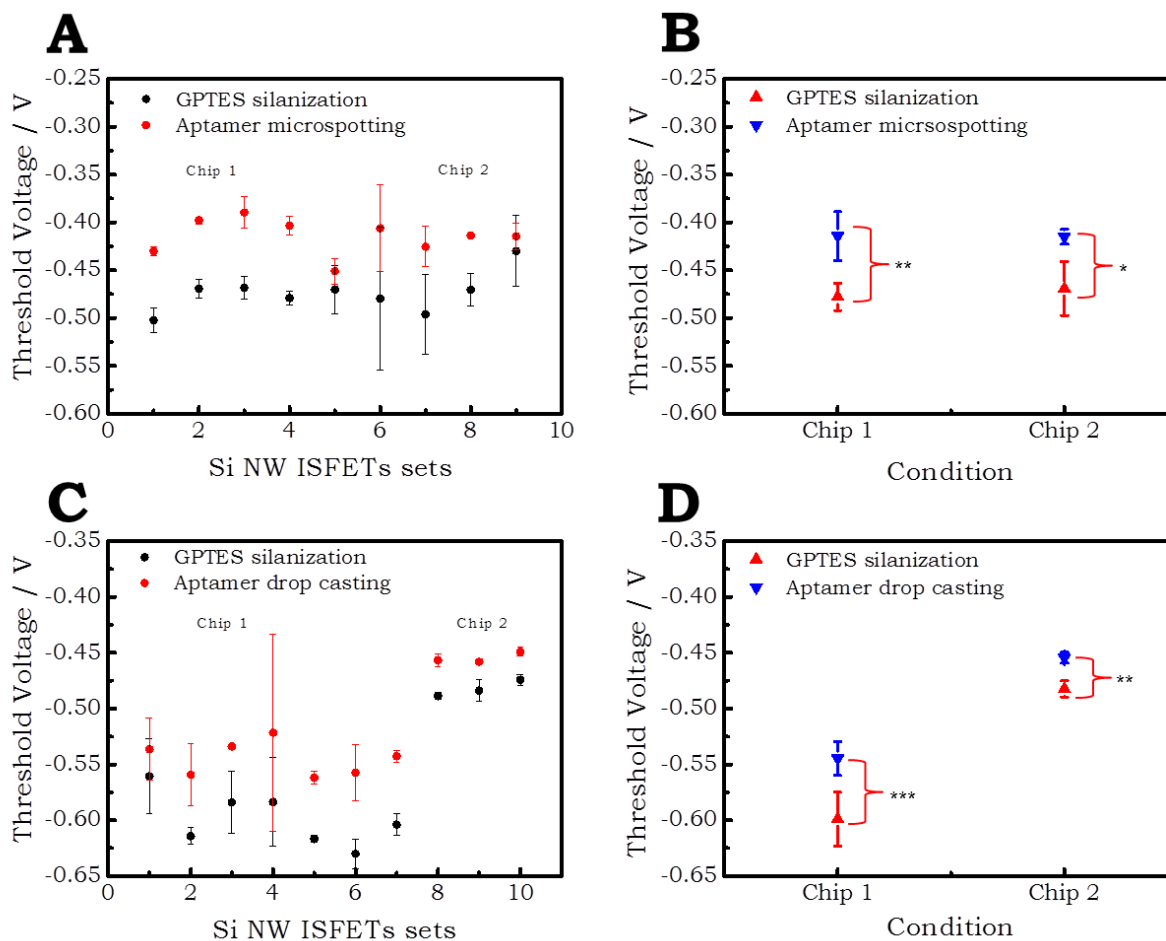 A
-0.25
-0.30
-0.35
-0.40
-0.45
-0.50
-0.55
-0.60
Threshold Voltage / V
GPTES silanization
Aptamer microspotting
Chip 1
Chip 2
0 2 4 6 8 10
Si NW ISFETs sets
B
-0.25
-0.30
-0.35
-0.40
-0.45
-0.50
-0.55
-0.60
Threshold Voltage / V
GPTES silanization
Aptamer micrsospotting
**
*
Chip 1 Chip 2
Condition
C
-0.35
-0.40
-0.45
-0.50
-0.55
-0.60
-0.65
Threshold Voltage / V
GPTES silanization
Aptamer drop casting
Chip 1
Chip 2
0 2 4 6 8 10
Si NW ISFETs sets
D
-0.35
-0.40
-0.45
-0.50
-0.55
-0.60
-0.65
Threshold Voltage / V
GPTES silanization
Aptamer drop casting
**
***
Chip 1 Chip 2
Condition